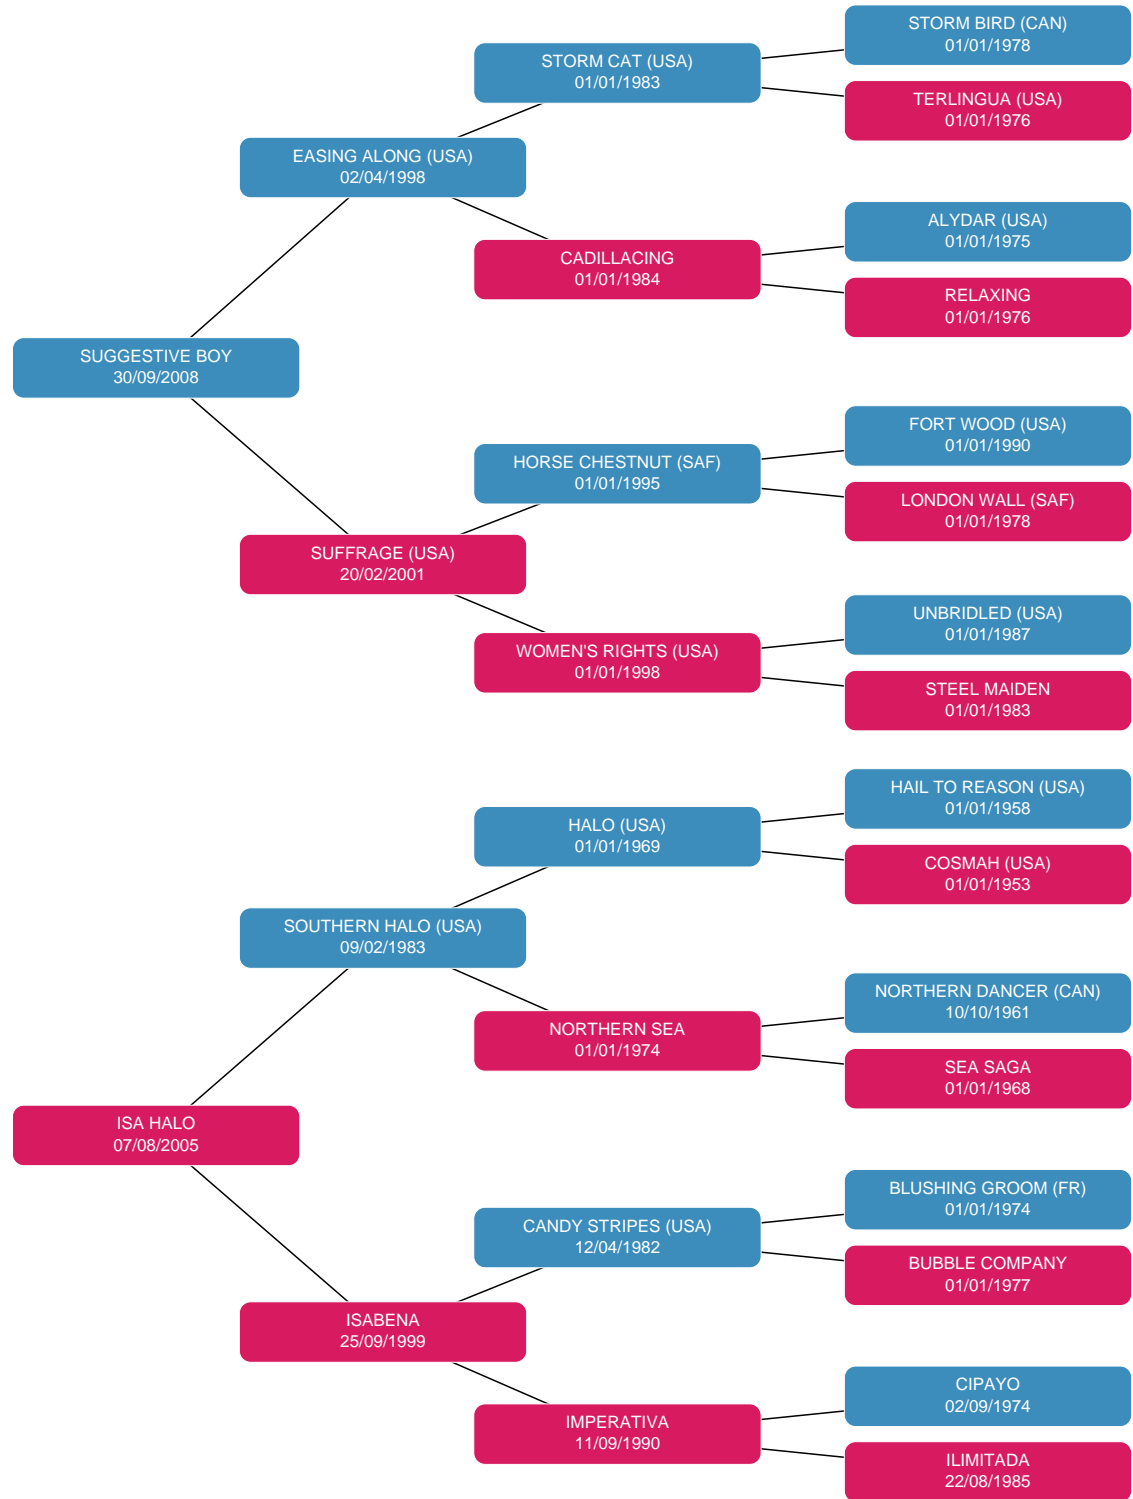 STORM BIRD (CAN)
01/01/1978
STORM CAT (USA)
01/01/1983
TERLINGUA (USA)
01/01/1976
EASING ALONG (USA)
02/04/1998
ALYDAR (USA)
01/01/1975
CADILLACING
01/01/1984
RELAXING
01/01/1976
SUGGESTIVE BOY
30/09/2008
FORT WOOD (USA)
01/01/1990
HORSE CHESTNUT (SAF)
01/01/1995
LONDON WALL (SAF)
01/01/1978
SUFFRAGE (USA)
20/02/2001
UNBRIDLED (USA)
01/01/1987
WOMEN'S RIGHTS (USA)
01/01/1998
STEEL MAIDEN
01/01/1983
HAIL TO REASON (USA)
01/01/1958
HALO (USA)
01/01/1969
COSMAH (USA)
01/01/1953
SOUTHERN HALO (USA)
09/02/1983
NORTHERN DANCER (CAN)
10/10/1961
NORTHERN SEA
01/01/1974
SEA SAGA
01/01/1968
ISA HALO
07/08/2005
BLUSHING GROOM (FR)
01/01/1974
CANDY STRIPES (USA)
12/04/1982
BUBBLE COMPANY
01/01/1977
ISABENA
25/09/1999
CIPAYO
02/09/1974
IMPERATIVA
11/09/1990
ILIMITADA
22/08/1985